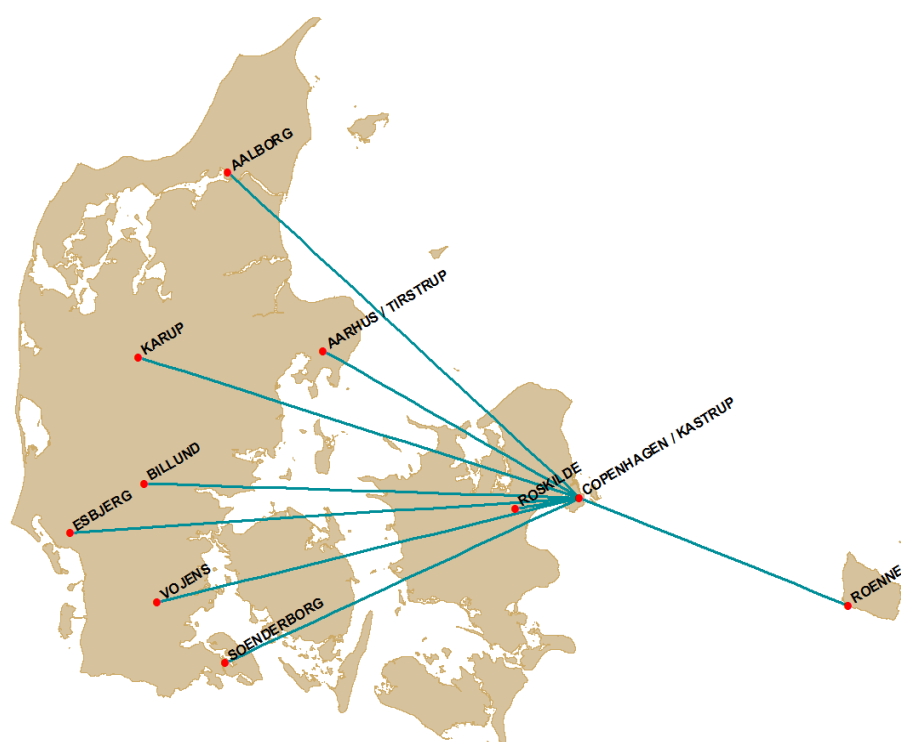 AALBORG
AARHUS / TIRSTRUP
KARUP
COPENHAGEN / KASTRUP
BILLUND
ROSKILDE
ESBJERG
VOJENS
ROENNE
SOENDERBORG